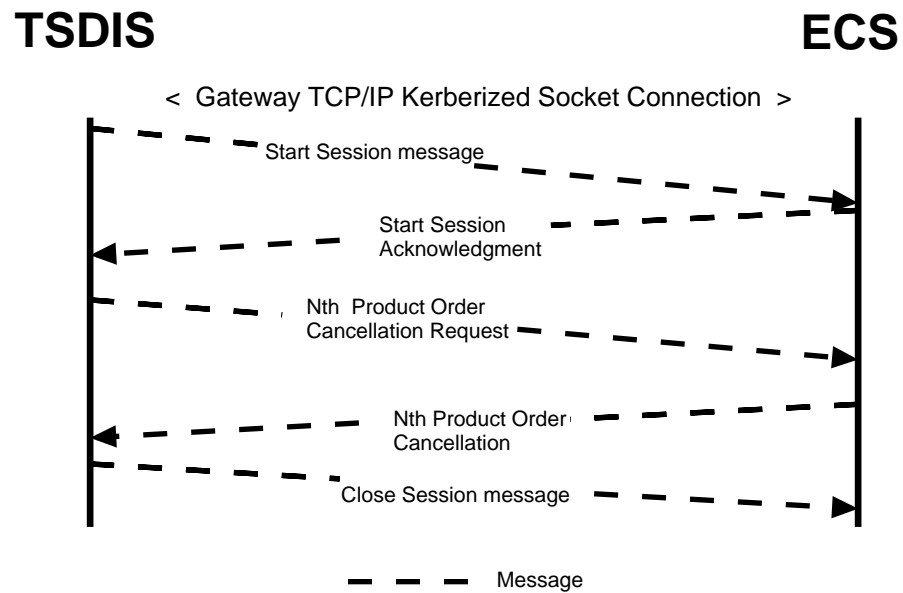 TSDIS
ECS
< Gateway TCP/IP Kerberized Socket Connection >
Start Session message
Start Session
Acknowledgment
Nth Product Order
Cancellation Request
Nth Product Order
Cancellation
Close Session message
Message